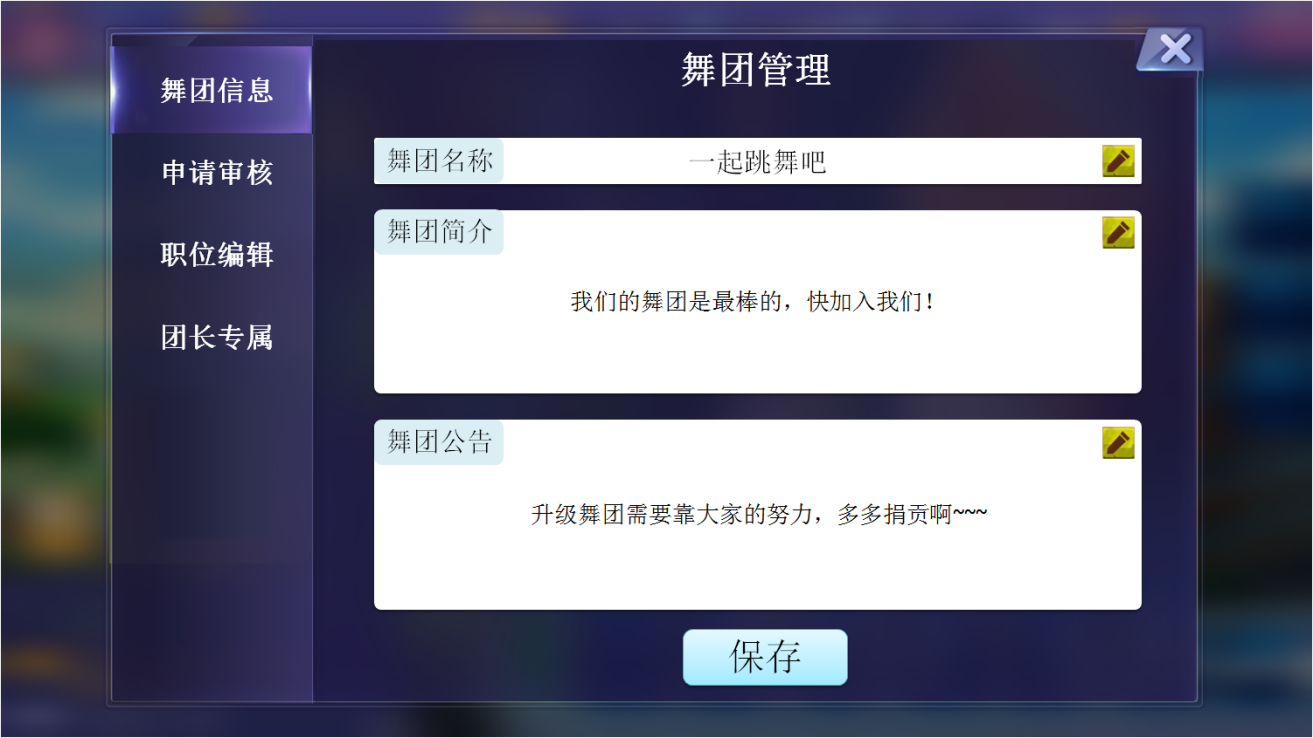 舞团管理
舞团信息
申请审核
职位编辑
团长专属
舞团名称
一起跳舞吧
舞团简介
我们的舞团是最棒的，快加入我们！
舞团公告
升级舞团需要靠大家的努力，多多捐贡啊~~~
保存